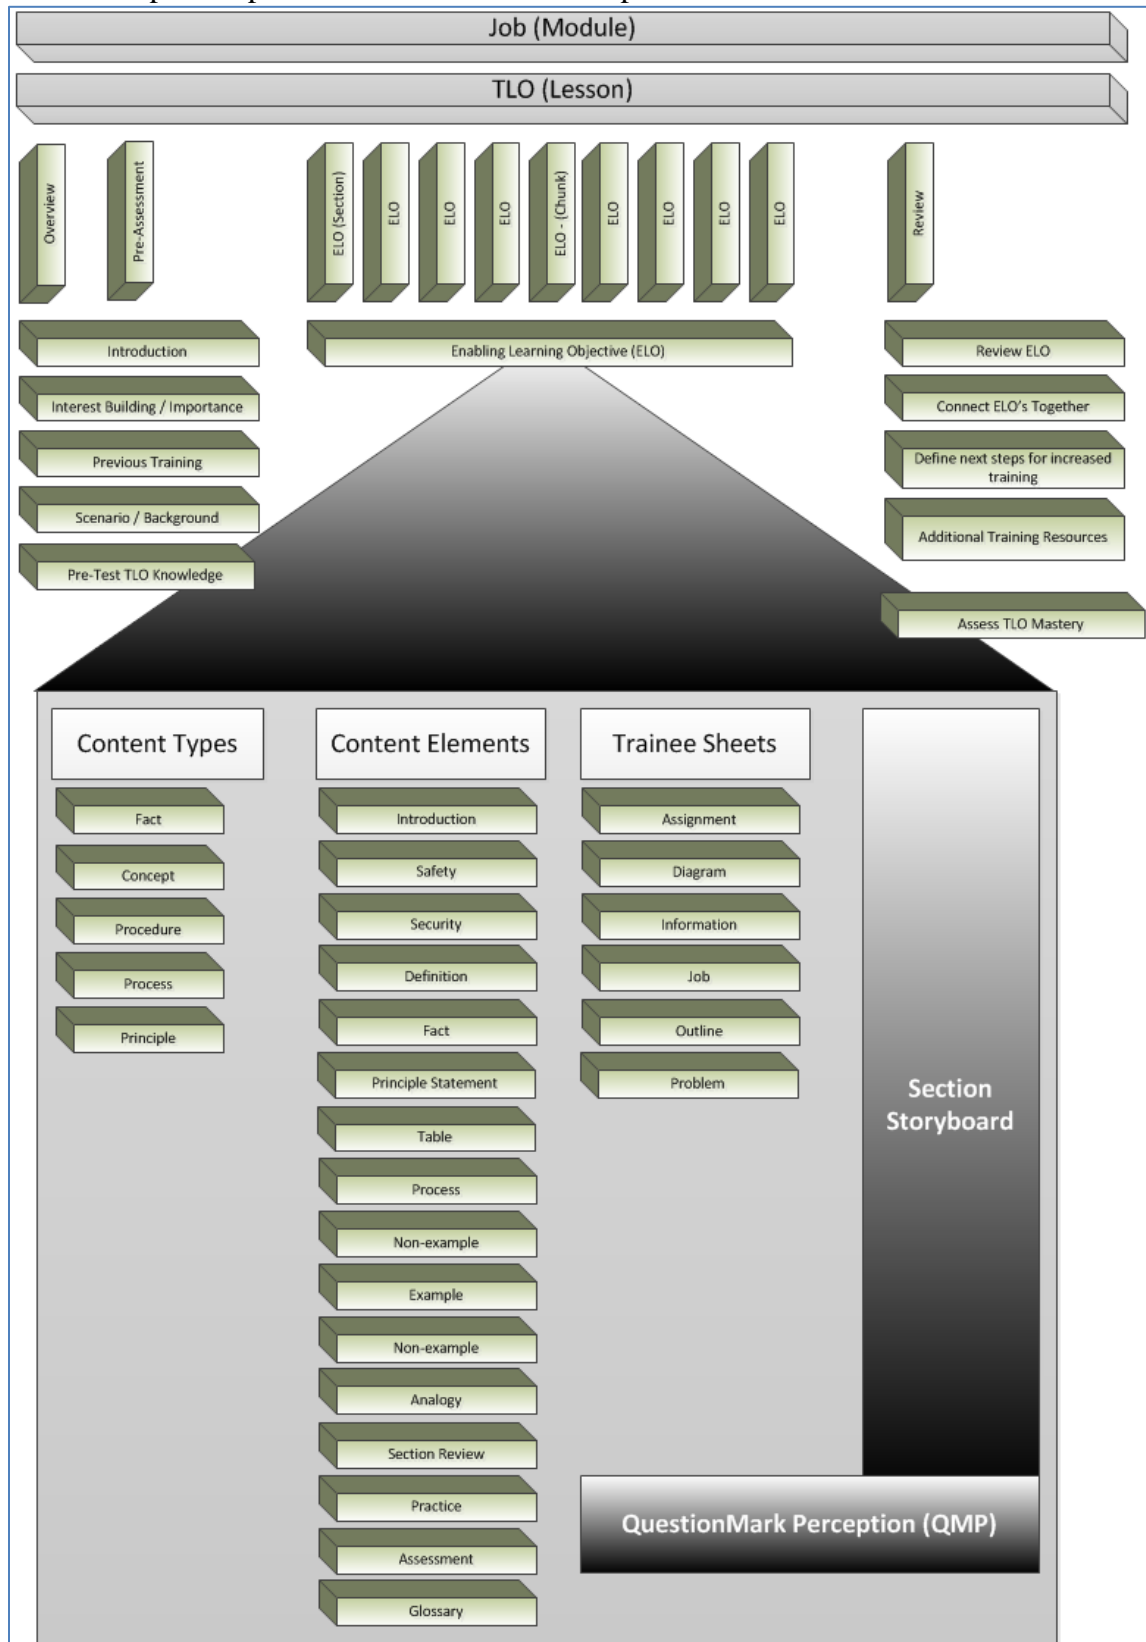 Job (Module)
TLO (Lesson)
Overview
Pre-Assessment
ELO (Section)
ELO
ELO
ELO
ELO - (Chunk)
ELO
ELO
ELO
ELO
Review
Introduction
Interest Building / Importance
Previous Training
Scenario / Background
Pre-Test TLO Knowledge
Enabling Learning Objective (ELO)
Review ELO
Connect ELO's Together
Define next steps for increased
training
Additional Training Resources
Assess TLO Mastery
Content Types
Fact
Concept
Procedure
Process
Principle
Content Elements
Introduction
Safety
Security
Definition
Fact
Principle Statement
Table
Process
Non-example
Example
Non-example
Analogy
Section Review
Practice
Assessment
Glossary
Trainee Sheets
Assignment
Diagram
Information
Job
Outline
Problem
Section
Storyboard
QuestionMark Perception (QMP)